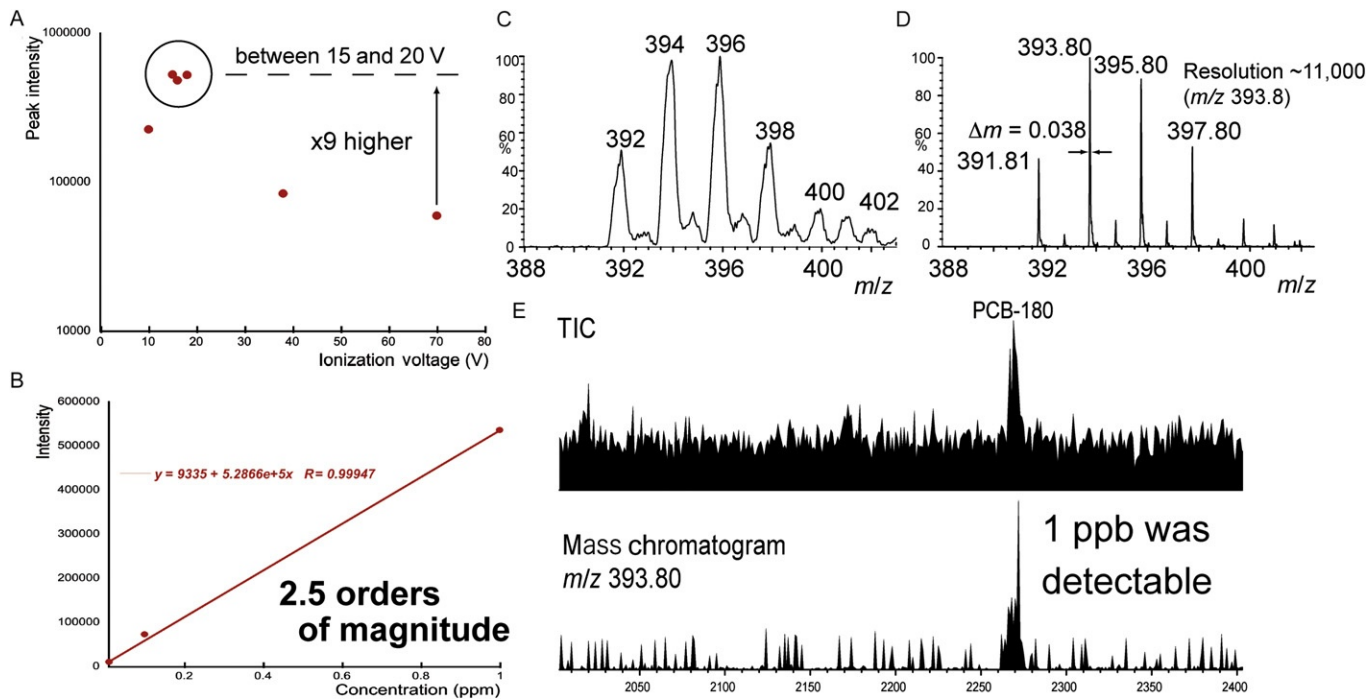 A
1000000
Peak intensity
between 15 and 20 V
x9 higher
100000
10000
0 10 20 30 40 50 60 70 80
Ionization voltage (V)
B
Intensity
600000
500000
y = 9335 + 5.2866e+5x R= 0.99947
400000
300000
200000
2.5 orders
of magnitude
100000
0
0.2 0.4 0.6 0.8 1
Concentration (ppm)
C
394 396
100
80
392
398
60
%
40
400
402
20
0
388 392 396 400
m/z
D
393.80
395.80
Resolution ~11,000
(m/z 393.8)
100
80
Δm = 0.038
397.80
391.81
60
%
40
20
0
388 392 396 400
m/z
E
PCB-180
TIC
Mass chromatogram
m/z 393.80
1 ppb was
detectable
2050 2100 2150 2200 2250 2300 2350 2400